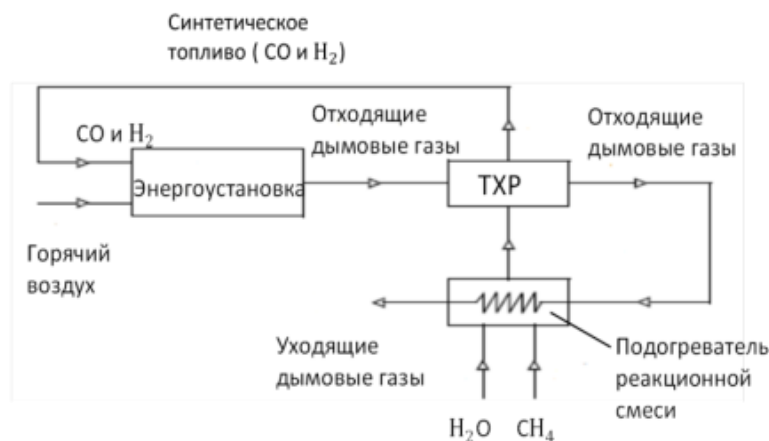 Синтетическое
топливо ( CO и H₂)
CO и H₂
Отходящие
дымовые газы
Отходящие
дымовые газы
Энергоустановка
ТХР
Горячий
воздух
Уходящие
дымовые газы
Подогреватель
реакционной
смеси
H₂O CH₄